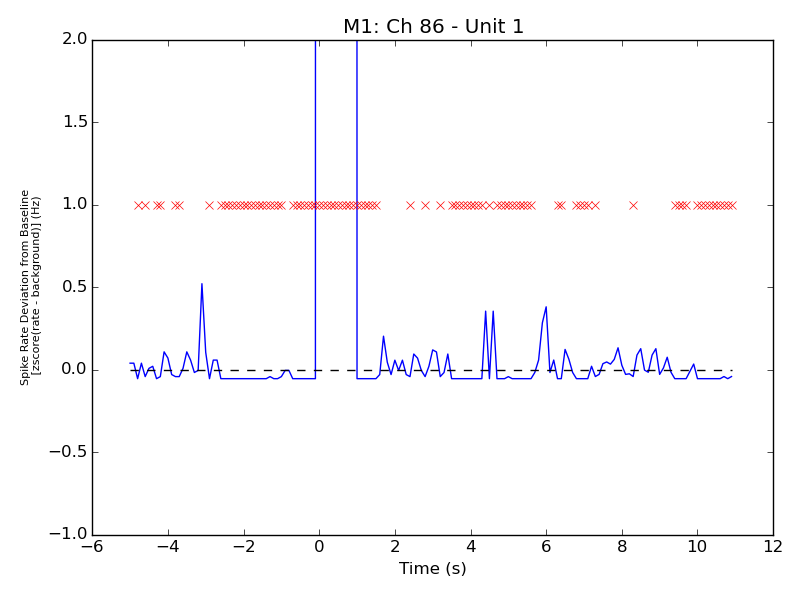 M1: Ch 86 - Unit 1
2.0
1.5
1.0
0.5
0.0
−0.5
−1.0
Spike Rate Deviation from Baseline
[zscore(rate - background)] (Hz)
−6 −4 −2 0 2 4 6 8 10 12
Time (s)